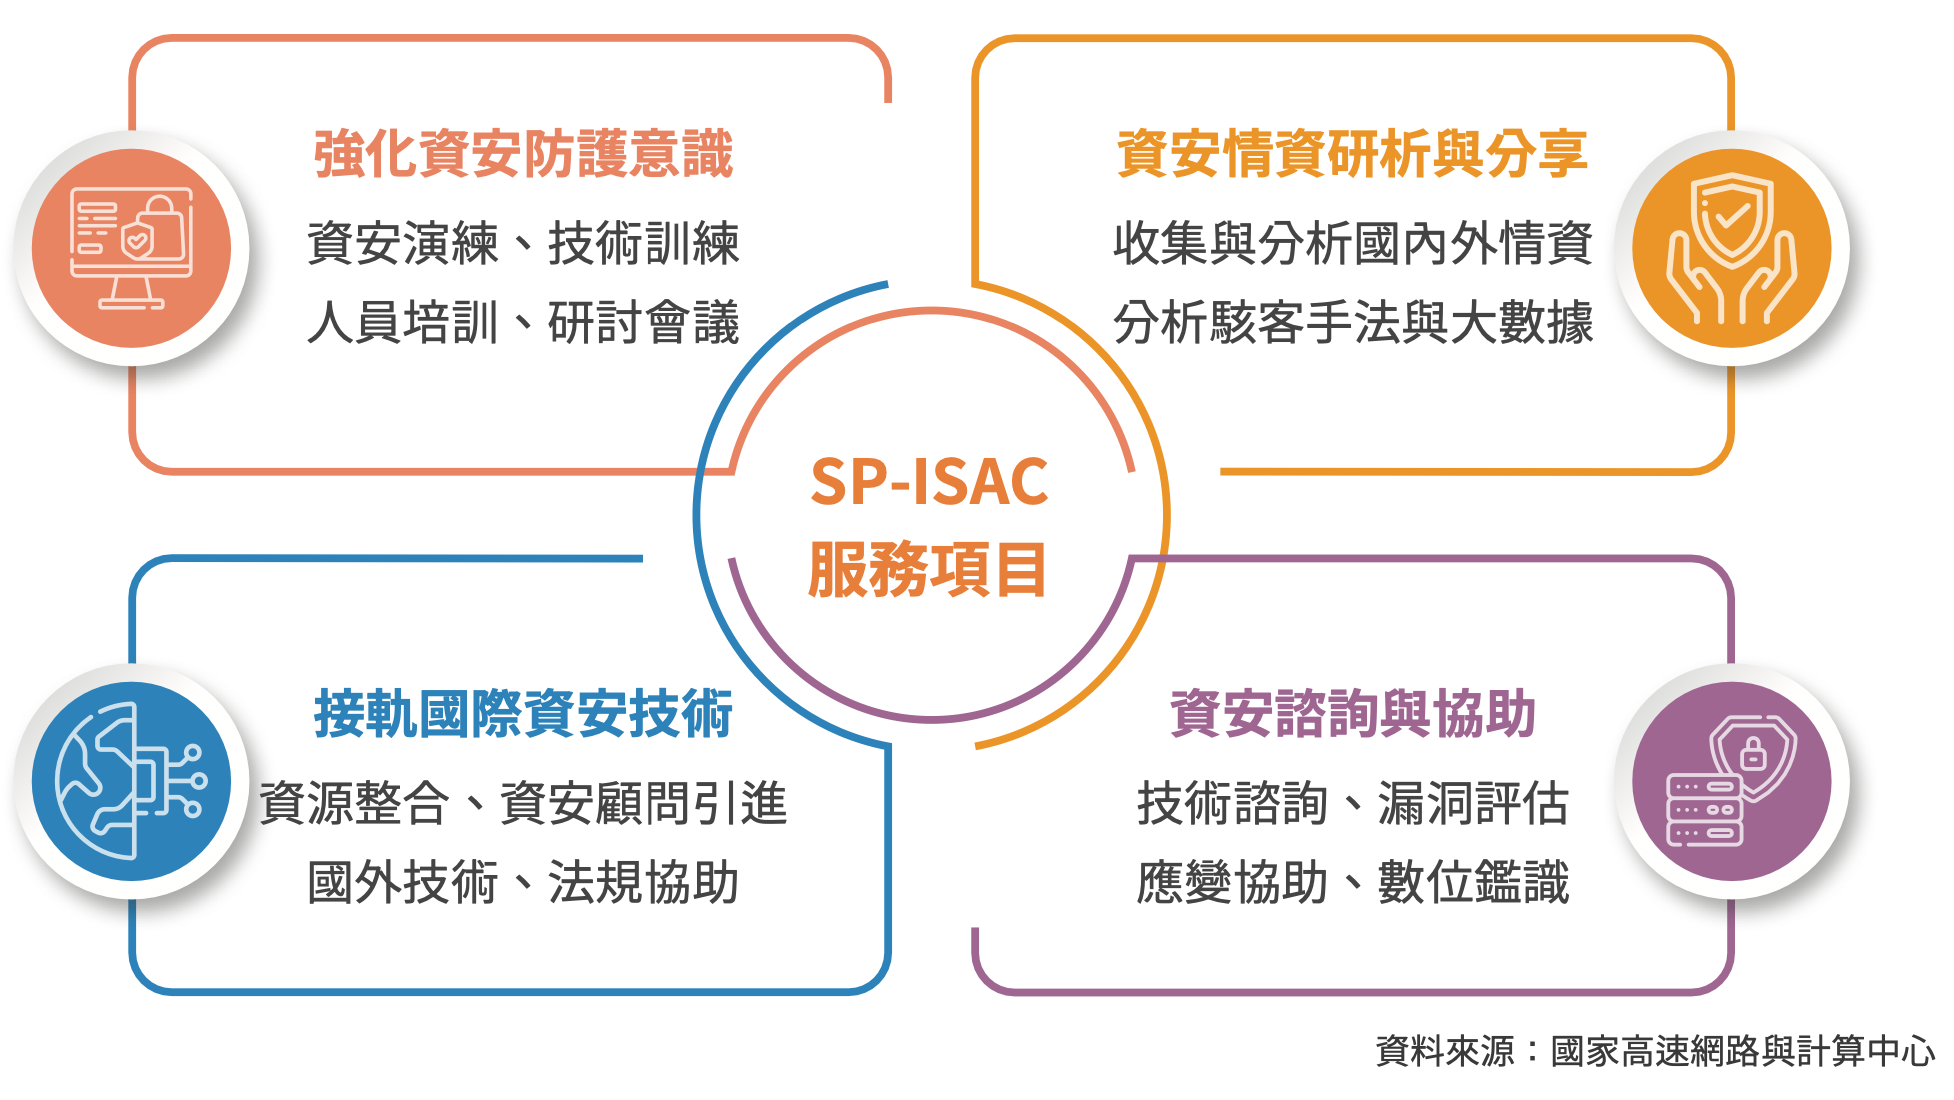 強化資安防護意識
資安演練、技術訓練
人員培訓、研討會議
資安情資研析與分享
收集與分析國內外情資
分析駭客手法與大數據
SP-ISAC
服務項目
接軌國際資安技術
資源整合、資安顧問引進
國外技術、法規協助
資安諮詢與協助
技術諮詢、漏洞評估
應變協助、數位鑑識
資料來源：國家高速網路與計算中心